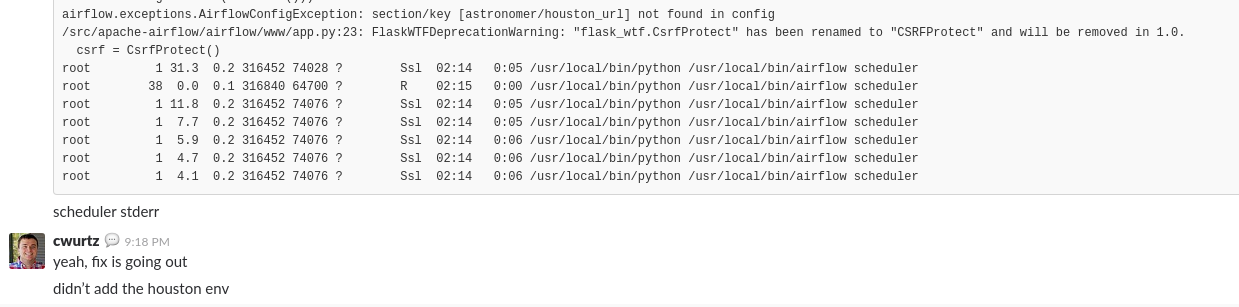 airflow.exceptions.AirflowConfigException: section/key [astronomer/houston_url] not found in config
/src/apache-airflow/airflow/www/app.py:23: FlaskWTFDeprecationWarning: "flask_wtf.CsrfProtect" has been renamed to "CSRFProtect" and will be removed in 1.0.
  csrf = CsrfProtect()
root         1 31.3  0.2 316452 74028 ?        Ssl  02:14   0:05 /usr/local/bin/python /usr/local/bin/airflow scheduler
root        38  0.0  0.1 316840 64700 ?        R    02:15   0:00 /usr/local/bin/python /usr/local/bin/airflow scheduler
root         1 11.8  0.2 316452 74076 ?        Ssl  02:14   0:05 /usr/local/bin/python /usr/local/bin/airflow scheduler
root         1  7.7  0.2 316452 74076 ?        Ssl  02:14   0:05 /usr/local/bin/python /usr/local/bin/airflow scheduler
root         1  5.9  0.2 316452 74076 ?        Ssl  02:14   0:06 /usr/local/bin/python /usr/local/bin/airflow scheduler
root         1  4.7  0.2 316452 74076 ?        Ssl  02:14   0:06 /usr/local/bin/python /usr/local/bin/airflow scheduler
root         1  4.1  0.2 316452 74076 ?        Ssl  02:14   0:06 /usr/local/bin/python /usr/local/bin/airflow scheduler
scheduler stderr
cwurtz 💬 9:18 PM
yeah, fix is going out
didn’t add the houston env